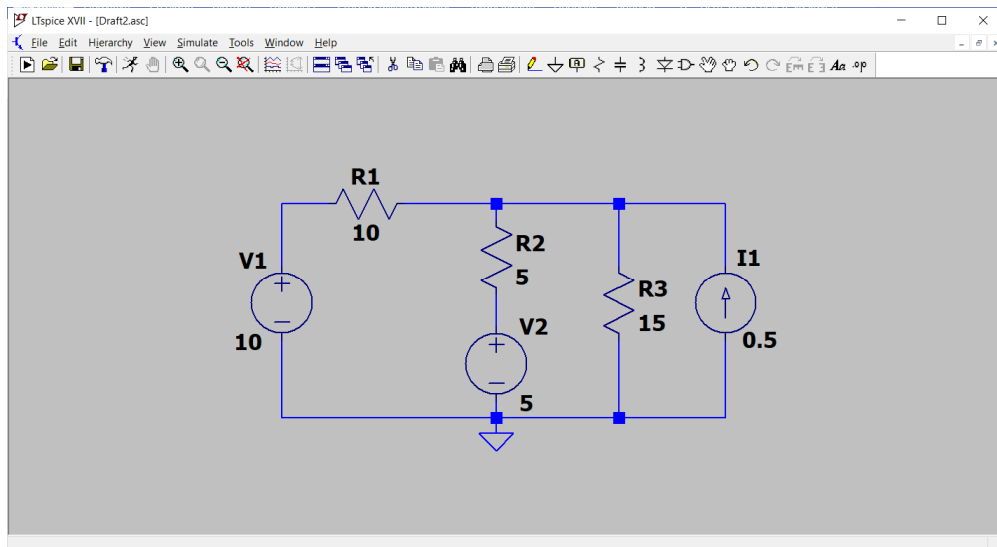 LTspice XVII - [Draft2.asc]
File Edit Hierarchy View Simulate Tools Window Help
Aa .op
R1
10
R2
5
V1
10
I1
0.5
R3
15
V2
5